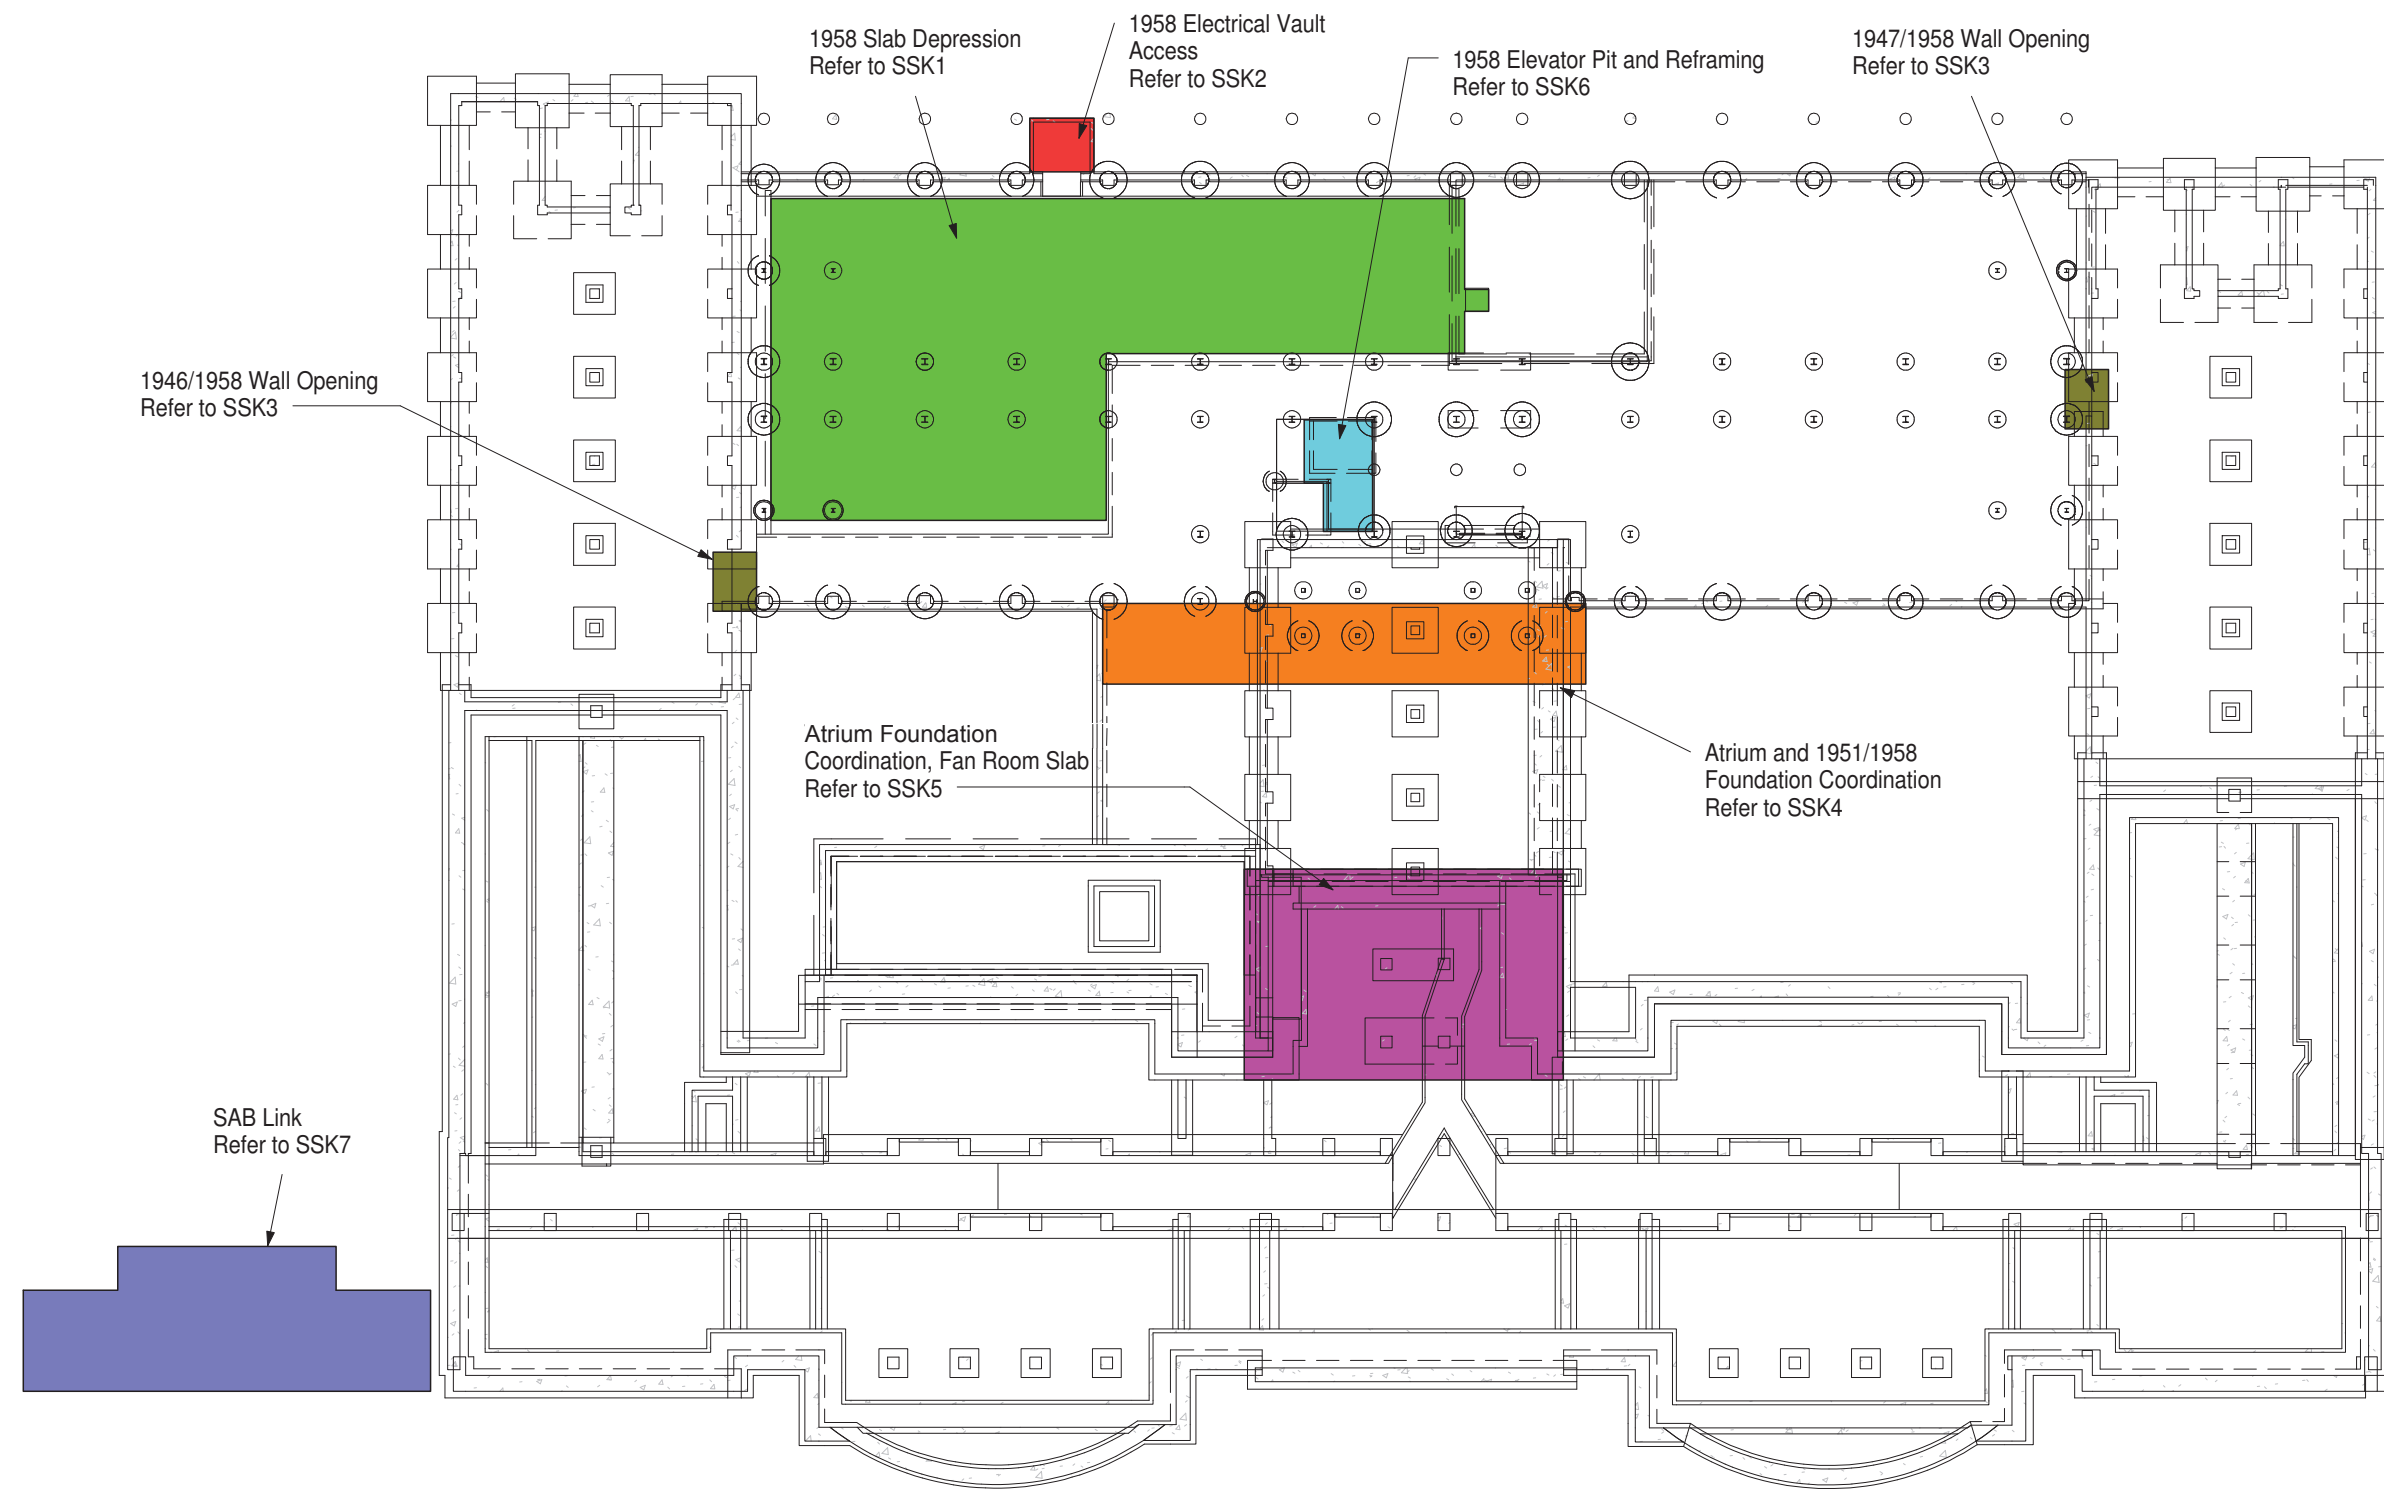 1958 Slab Depression
Refer to SSK1
1958 Electrical Vault
Access
Refer to SSK2
1958 Elevator Pit and Reframing
Refer to SSK6
1947/1958 Wall Opening
Refer to SSK3
1946/1958 Wall Opening
Refer to SSK3
Atrium Foundation
Coordination, Fan Room Slab
Refer to SSK5
Atrium and 1951/1958
Foundation Coordination
Refer to SSK4
SAB Link
Refer to SSK7